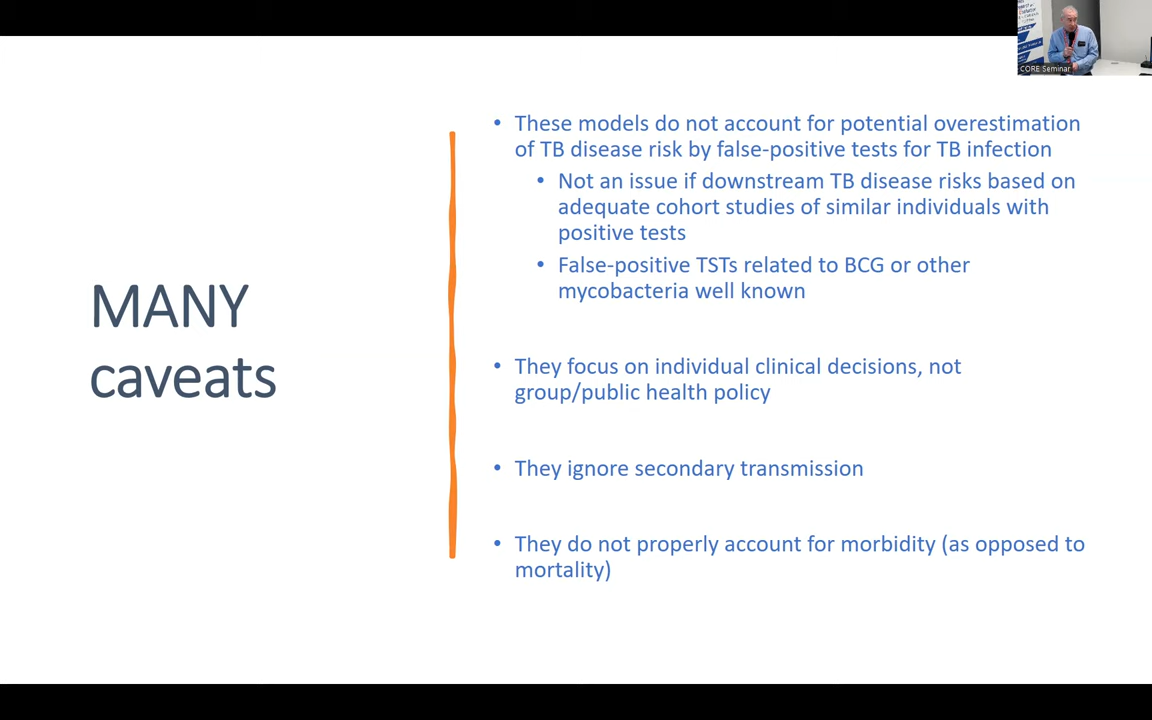 MANY
caveats
• These models do not account for potential overestimation
of TB disease risk by false-positive tests for TB infection
• Not an issue if downstream TB disease risks based on
adequate cohort studies of similar individuals with
positive tests
• False-positive TSTs related to BCG or other
mycobacteria well known
• They focus on individual clinical decisions, not
group/public health policy
• They ignore secondary transmission
• They do not properly account for morbidity (as opposed to
mortality)
CORE Seminar